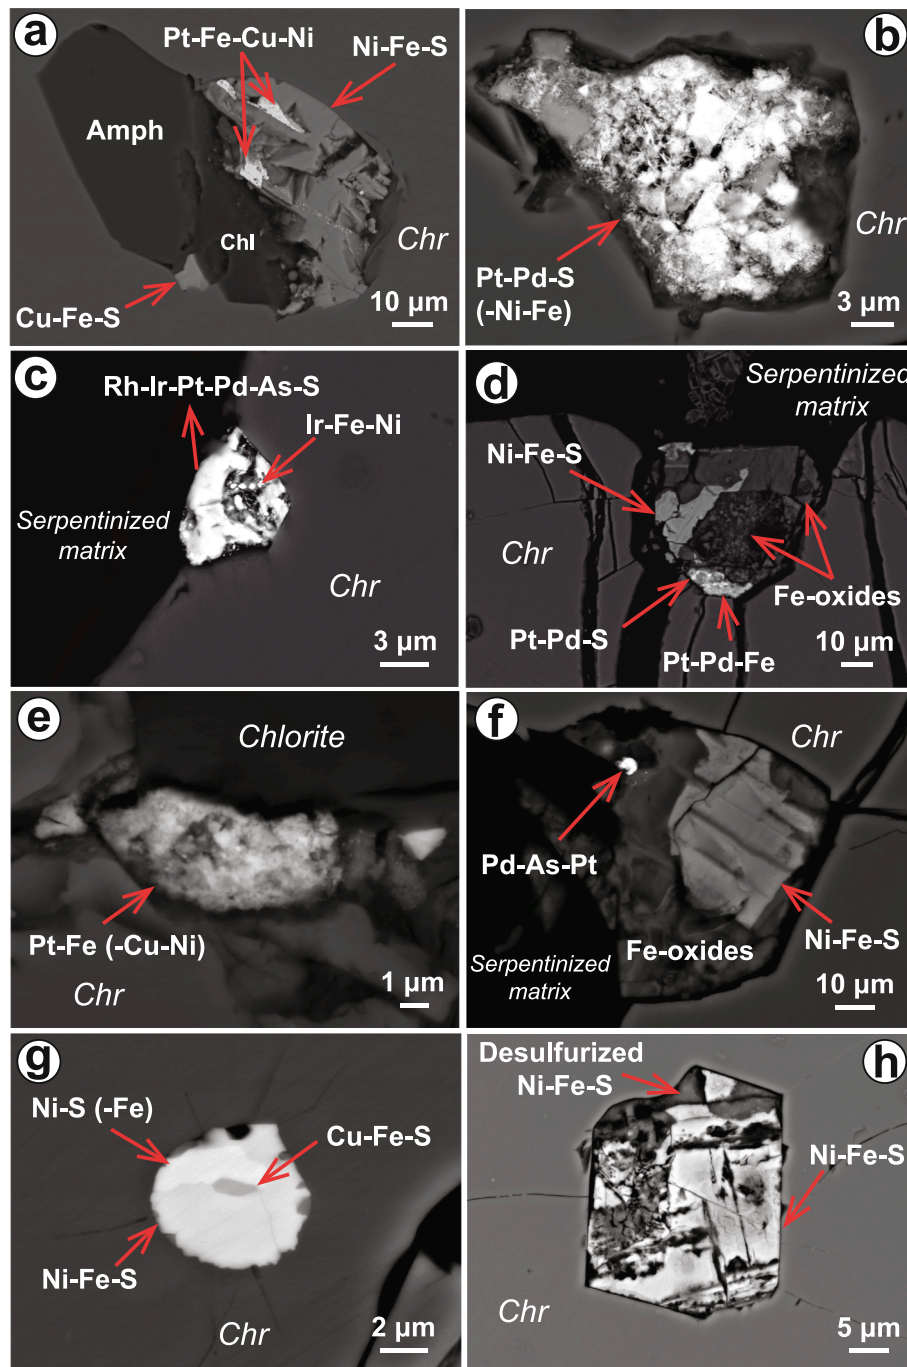 a
Pt-Fe-Cu-Ni
Ni-Fe-S
Amph
Chl
Chr
Cu-Fe-S
10 µm
b
Chr
Pt-Pd-S
(-Ni-Fe)
3 µm
c
Rh-Ir-Pt-Pd-As-S
Ir-Fe-Ni
Serpentinized
matrix
Chr
3 µm
d
Serpentinized
matrix
Ni-Fe-S
Chr
Fe-oxides
Pt-Pd-S
Pt-Pd-Fe
10 µm
e
Chlorite
Pt-Fe (-Cu-Ni)
Chr
1 µm
f
Chr
Pd-As-Pt
Fe-oxides
Ni-Fe-S
Serpentinized
matrix
10 µm
g
Ni-S (-Fe)
Cu-Fe-S
Ni-Fe-S
Chr
2 µm
h
Desulfurized
Ni-Fe-S
Ni-Fe-S
Chr
5 µm